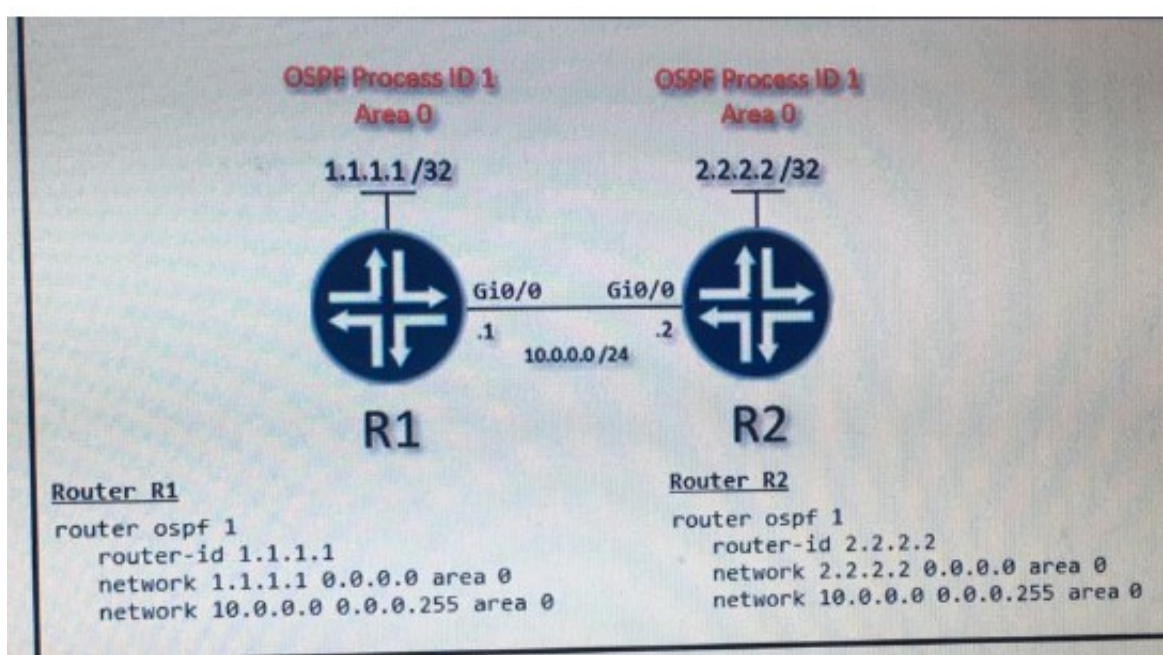 OSPF Process ID 1
Area 0
OSPF Process ID 1
Area 0
1.1.1.1 /32
2.2.2.2 /32
Gi0/0
Gi0/0
.1
.2
10.0.0.0 /24
R1
R2
Router R1
router ospf 1
router-id 1.1.1.1
network 1.1.1.1 0.0.0.0 area 0
network 10.0.0.0 0.0.0.255 area 0
Router R2
router ospf 1
router-id 2.2.2.2
network 2.2.2.2 0.0.0.0 area 0
network 10.0.0.0 0.0.0.255 area 0